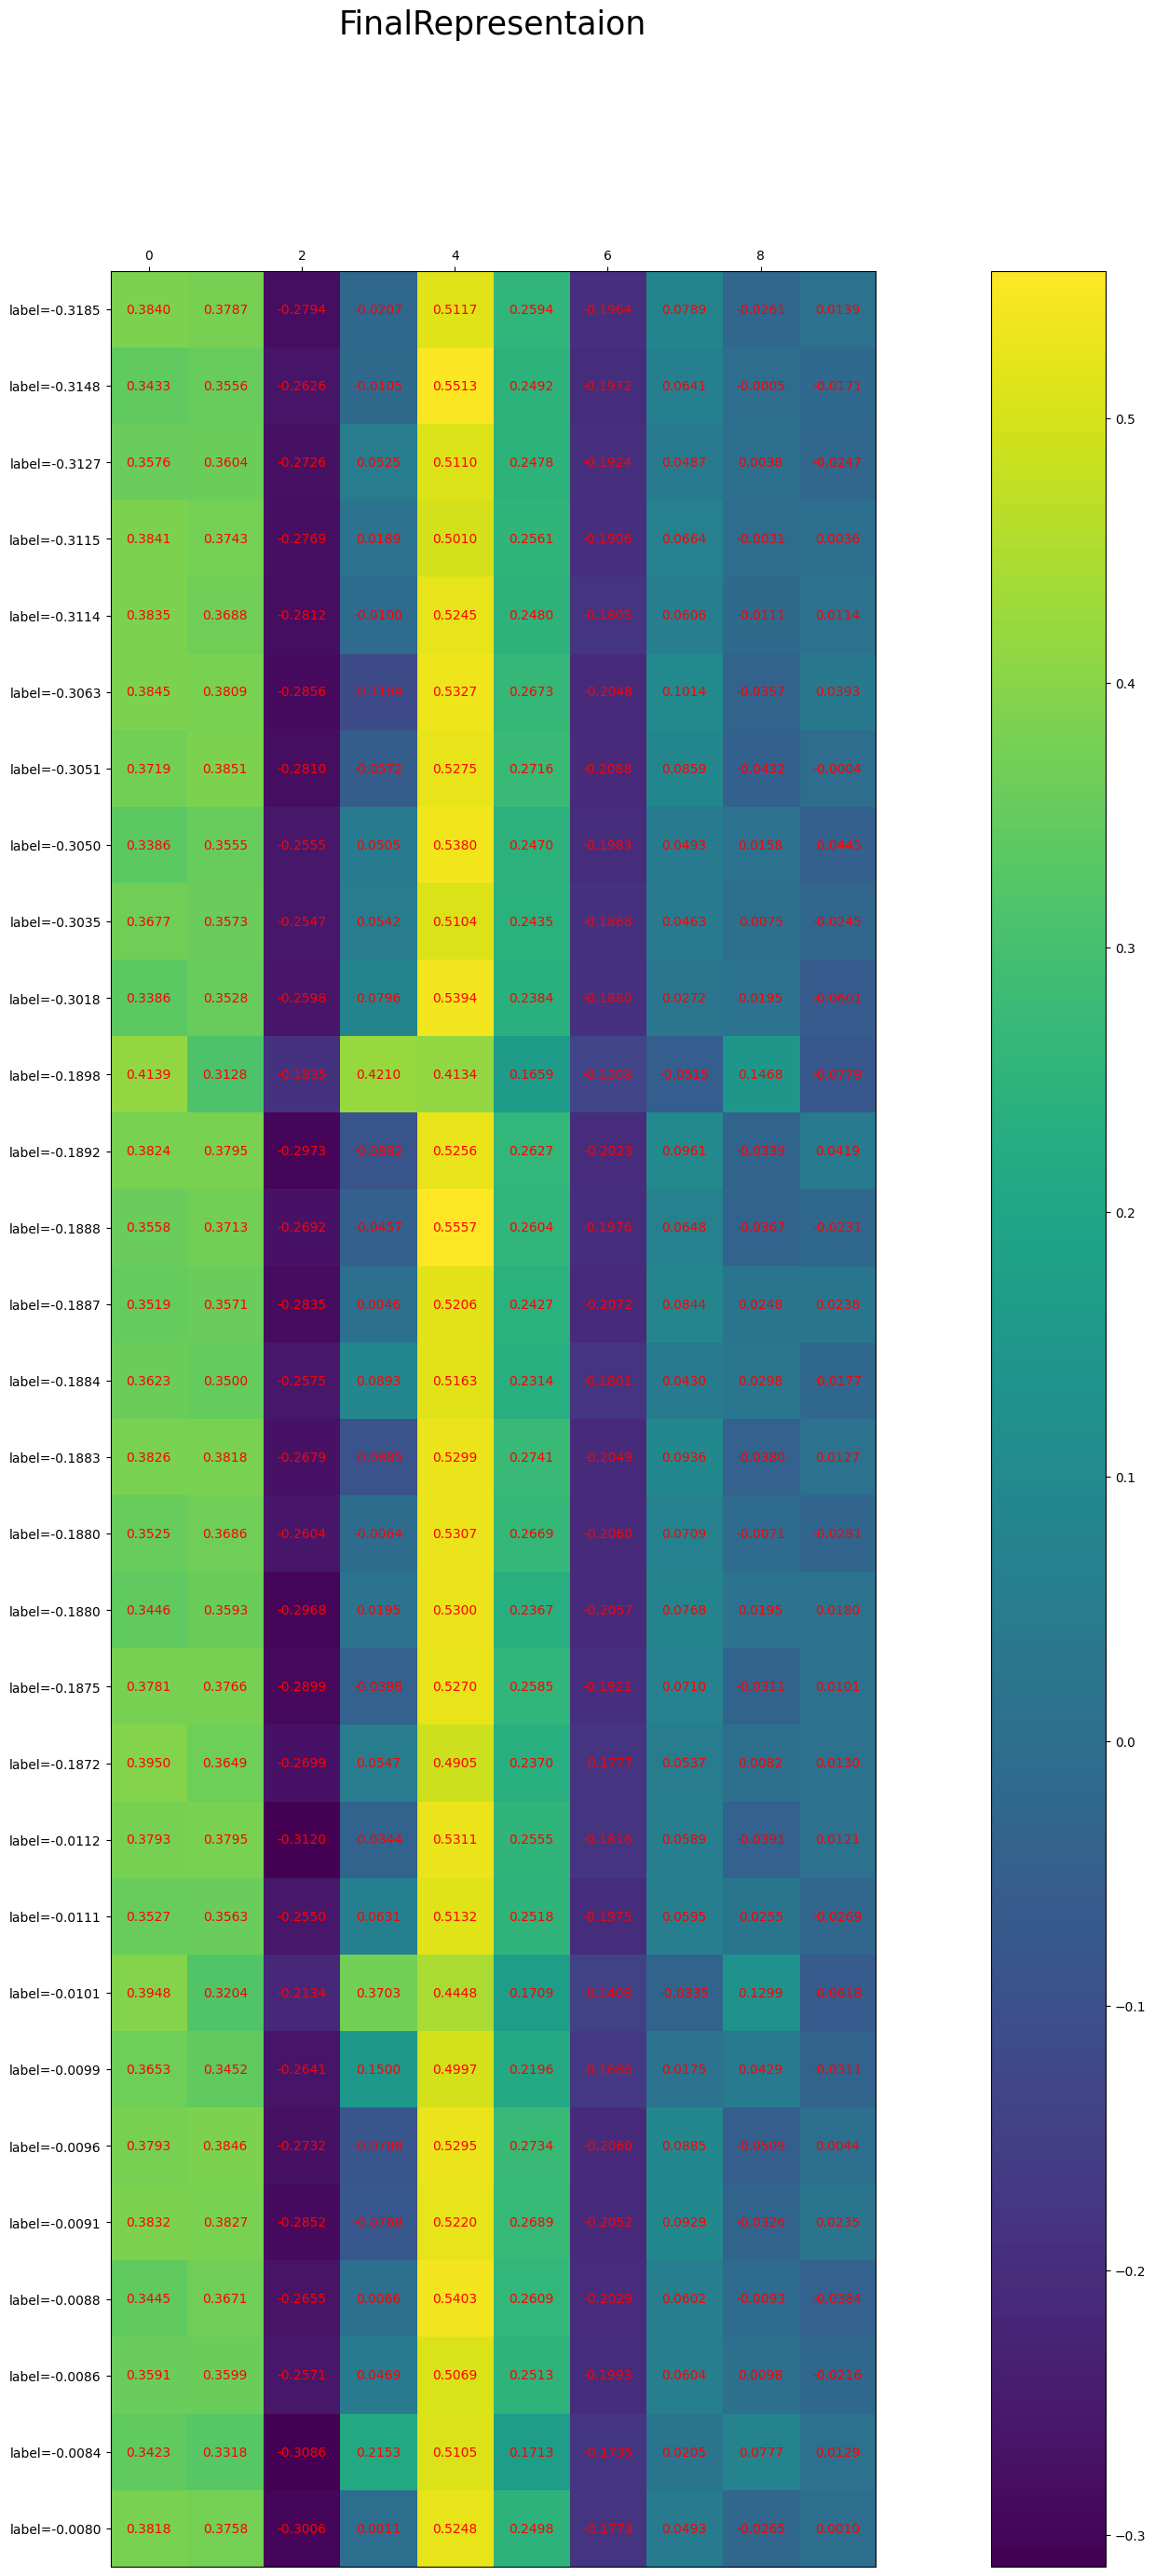 FinalRepresentaion
0 2 4 6 8
label=-0.3185 0.3840 0.3787 -0.2794 -0.0207 0.5117 0.2594 -0.1964 0.0789 -0.0261 0.0139
label=-0.3148 0.3433 0.3556 -0.2626 -0.0105 0.5513 0.2492 -0.1972 0.0641 -0.0005 -0.0171
label=-0.3127 0.3576 0.3604 -0.2726 0.0525 0.5110 0.2478 -0.1924 0.0487 0.0038 -0.0247
label=-0.3115 0.3841 0.3743 -0.2769 0.0189 0.5010 0.2561 -0.1906 0.0664 -0.0031 0.0036
label=-0.3114 0.3835 0.3688 -0.2812 -0.0100 0.5245 0.2480 -0.1805 0.0606 -0.0111 0.0114
label=-0.3063 0.3845 0.3809 -0.2856 -0.1184 0.5327 0.2673 -0.2048 0.1014 -0.0357 0.0393
label=-0.3051 0.3719 0.3851 -0.2810 -0.0572 0.5275 0.2716 -0.2088 0.0859 -0.0432 -0.0004
label=-0.3050 0.3386 0.3555 -0.2555 0.0505 0.5380 0.2470 -0.1983 0.0493 0.0158 -0.0445
label=-0.3035 0.3677 0.3573 -0.2547 0.0542 0.5104 0.2435 -0.1868 0.0463 0.0075 -0.0245
label=-0.3018 0.3386 0.3528 -0.2598 0.0796 0.5394 0.2384 -0.1880 0.0272 0.0195 -0.0601
label=-0.1898 0.4139 0.3128 -0.1835 0.4210 0.4134 0.1659 -0.1308 -0.0515 0.1468 -0.0779
label=-0.1892 0.3824 0.3795 -0.2973 -0.0882 0.5256 0.2627 -0.2023 0.0961 -0.0339 0.0419
label=-0.1888 0.3558 0.3713 -0.2692 -0.0457 0.5557 0.2604 -0.1976 0.0648 -0.0367 -0.0231
label=-0.1887 0.3519 0.3571 -0.2835 0.0046 0.5206 0.2427 -0.2072 0.0844 0.0248 0.0238
label=-0.1884 0.3623 0.3500 -0.2575 0.0893 0.5163 0.2314 -0.1801 0.0430 0.0298 -0.0177
label=-0.1883 0.3826 0.3818 -0.2679 -0.0885 0.5299 0.2741 -0.2049 0.0936 -0.0380 0.0127
label=-0.1880 0.3525 0.3686 -0.2604 -0.0064 0.5307 0.2669 -0.2060 0.0709 -0.0071 -0.0281
label=-0.1880 0.3446 0.3593 -0.2968 0.0195 0.5300 0.2367 -0.2057 0.0768 0.0195 0.0180
label=-0.1875 0.3781 0.3766 -0.2899 -0.0398 0.5270 0.2585 -0.1921 0.0710 -0.0311 0.0101
label=-0.1872 0.3950 0.3649 -0.2699 0.0547 0.4905 0.2370 -0.1777 0.0537 0.0082 0.0130
label=-0.0112 0.3793 0.3795 -0.3120 -0.0344 0.5311 0.2555 -0.1816 0.0589 -0.0391 0.0121
label=-0.0111 0.3527 0.3563 -0.2550 0.0631 0.5132 0.2518 -0.1975 0.0595 0.0255 -0.0269
label=-0.0101 0.3948 0.3204 -0.2134 0.3703 0.4448 0.1709 -0.1409 -0.0335 0.1299 -0.0618
label=-0.0099 0.3653 0.3452 -0.2641 0.1500 0.4997 0.2196 -0.1686 0.0175 0.0429 -0.0311
label=-0.0096 0.3793 0.3846 -0.2732 -0.0788 0.5295 0.2734 -0.2060 0.0885 -0.0509 0.0044
label=-0.0091 0.3832 0.3827 -0.2852 -0.0768 0.5220 0.2689 -0.2052 0.0929 -0.0326 0.0235
label=-0.0088 0.3445 0.3671 -0.2655 0.0066 0.5403 0.2609 -0.2029 0.0602 -0.0093 -0.0384
label=-0.0086 0.3591 0.3599 -0.2571 0.0469 0.5069 0.2513 -0.1993 0.0604 0.0098 -0.0216
label=-0.0084 0.3423 0.3318 -0.3086 0.2153 0.5105 0.1713 -0.1735 0.0205 0.0777 0.0129
label=-0.0080 0.3818 0.3758 -0.3006 0.0011 0.5248 0.2498 -0.1773 0.0493 -0.0265 0.0010
0.5
0.4
0.3
0.2
0.1
0.0
−0.1
−0.2
−0.3